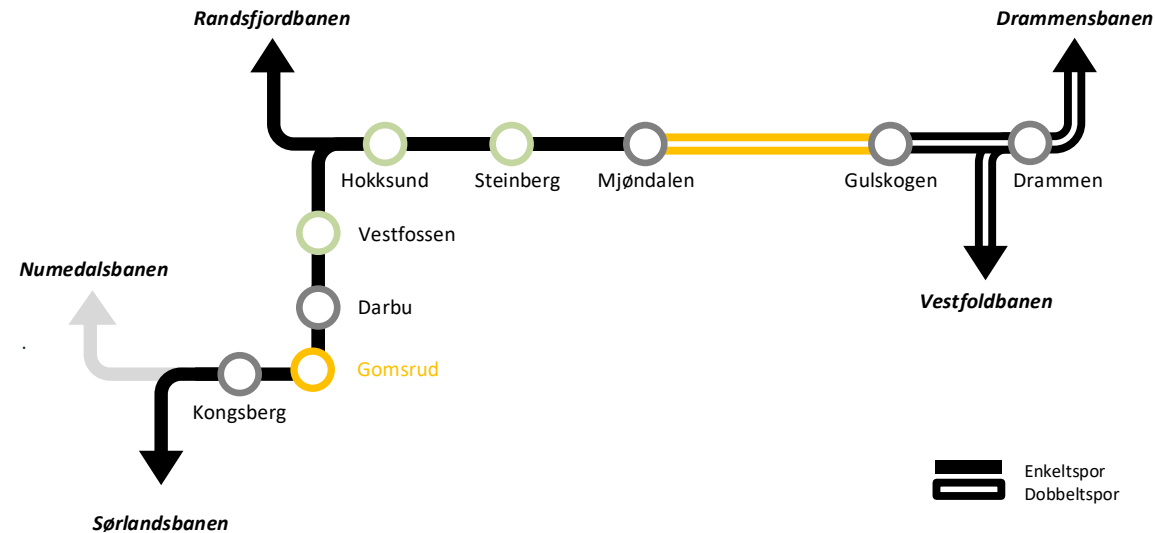 Randsfjordbanen
Drammensbanen
Hokksund
Steinberg
Mjøndalen
Gulskogen
Drammen
Vestfossen
Numedalsbanen
Vestfoldbanen
Darbu
.
Gomsrud
Kongsberg
Enkeltspor
Dobbeltspor
Sørlandsbanen